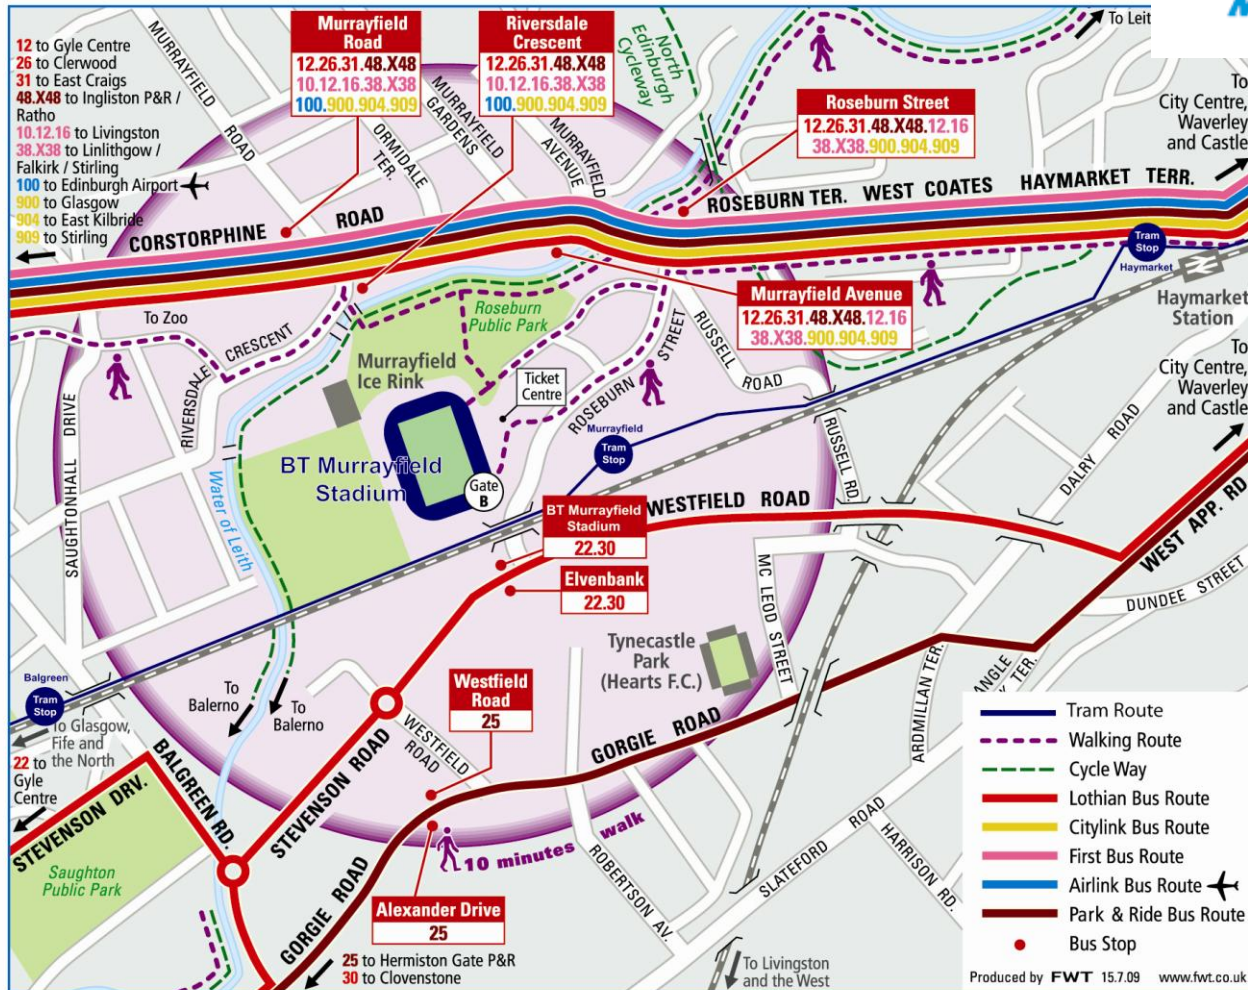 To Leit
12 to Gyle Centre
26 to Clerwood
31 to East Craigs
48.X48 to Ingliston P&R /
Ratho
10.12.16 to Livingston
38.X38 to Linlithgow /
Falkirk / Stirling
100 to Edinburgh Airport
900 to Glasgow
904 to East Kilbride
909 to Stirling
Murrayfield
Road
12.26.31.48.X48
10.12.16.38.X38
100.900.904.909
Riversdale
Crescent
12.26.31.48.X48
10.12.16.38.X38
100.900.904.909
North
Edinburgh
Cycleway
Roseburn Street
12.26.31.48.X48.12.16
38.X38.900.904.909
To
City Centre,
Waverley
and Castle
MURRAYFIELD
ROAD
ORMIDALE
TER.
MURRAYFIELD
GARDENS
MURRAYFIELD
AVENUE
CORSTORPHINE ROAD
ROSEBURN TER. WEST COATES HAYMARKET TERR.
Tram
Stop
Haymarket
Haymarket
Station
Murrayfield Avenue
12.26.31.48.X48.12.16
38.X38.900.904.909
To Zoo
RIVERSDALE
CRESCENT
Roseburn
Public Park
Murrayfield
Ice Rink
Ticket
Centre
ROSEBURN
STREET
RUSSELL
ROAD
RUSSELL
RD.
To
City Centre,
Waverley
and Castle
SAUGHTONHALL DRIVE
Water of Leith
BT Murrayfield
Stadium
Gate
B
Murrayfield
Tram
Stop
BT Murrayfield
Stadium
22.30
WESTFIELD ROAD
DALRY ROAD
WEST APP. RD
Elvenbank
22.30
MC LEOD STREET
DUNDEE STREET
Tynecastle
Park
(Hearts F.C.)
Balgreen
Tram
Stop
To Glasgow,
Fife and
the North
22 to
Gyle
Centre
To
Balerno
To
Balerno
Westfield
Road
25
WESTFIELD
ROAD
GORGIE ROAD
ARDMILLAN TER.
ANGLE
TER.
STEVENSON DRV.
BALGREEN RD.
STEVENSON ROAD
Saughton
Public Park
10 minutes walk
GORGIE ROAD
Alexander Drive
25
25 to Hermiston Gate P&R
30 to Clovenstone
ROBERTSON AV.
SLATEFORD ROAD
HARRISON RD.
To Livingston
and the West
Tram Route
Walking Route
Cycle Way
Lothian Bus Route
Citylink Bus Route
First Bus Route
Airlink Bus Route
Park & Ride Bus Route
Bus Stop
Produced by FWT 15.7.09 www.fwt.co.uk